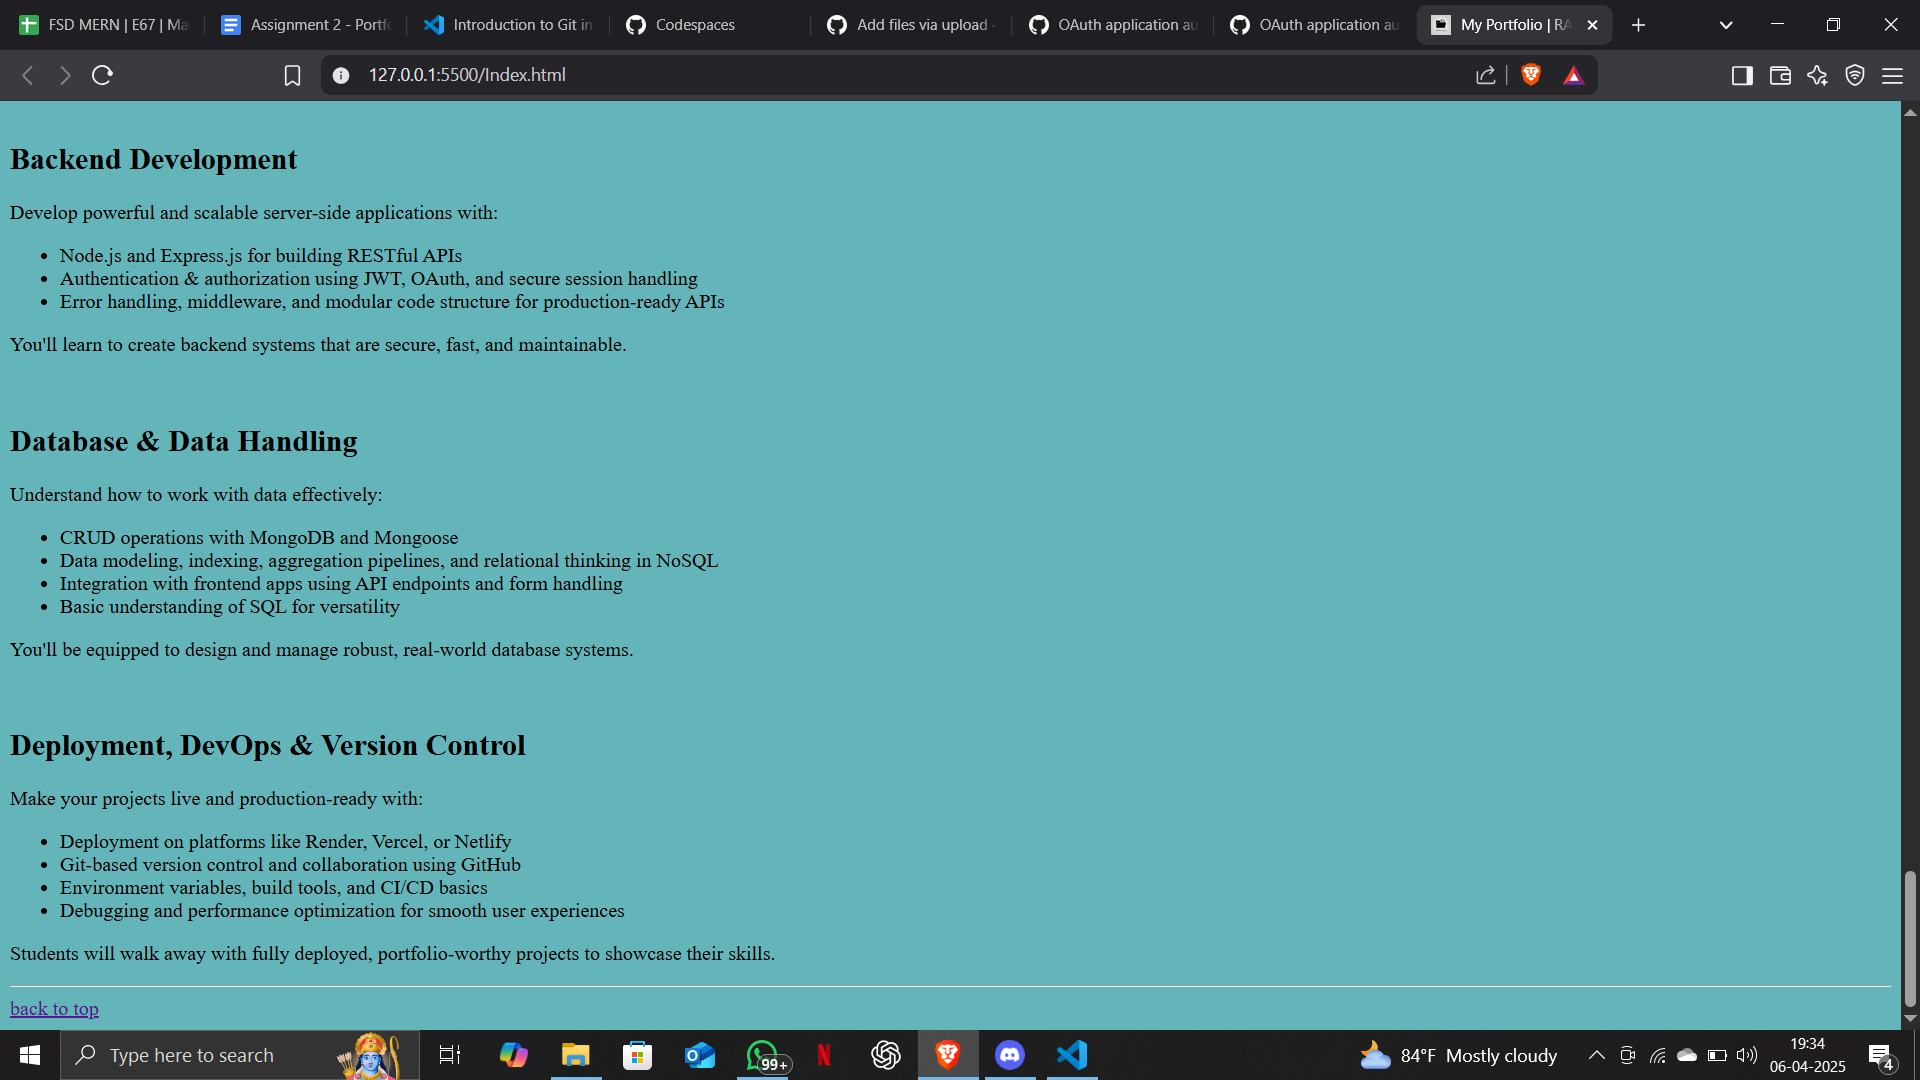 FSD MERN | E67 | Ma
Assignment 2 - Portfo
Introduction to Git in
Codespaces
Add files via upload ·
OAuth application au
OAuth application au
My Portfolio | RA
127.0.0.1:5500/Index.html
Backend Development
Develop powerful and scalable server-side applications with:
• Node.js and Express.js for building RESTful APIs
• Authentication & authorization using JWT, OAuth, and secure session handling
• Error handling, middleware, and modular code structure for production-ready APIs
You'll learn to create backend systems that are secure, fast, and maintainable.
Database & Data Handling
Understand how to work with data effectively:
• CRUD operations with MongoDB and Mongoose
• Data modeling, indexing, aggregation pipelines, and relational thinking in NoSQL
• Integration with frontend apps using API endpoints and form handling
• Basic understanding of SQL for versatility
You'll be equipped to design and manage robust, real-world database systems.
Deployment, DevOps & Version Control
Make your projects live and production-ready with:
• Deployment on platforms like Render, Vercel, or Netlify
• Git-based version control and collaboration using GitHub
• Environment variables, build tools, and CI/CD basics
• Debugging and performance optimization for smooth user experiences
Students will walk away with fully deployed, portfolio-worthy projects to showcase their skills.
back to top
Type here to search
99+
84°F Mostly cloudy
19:34
06-04-2025
4